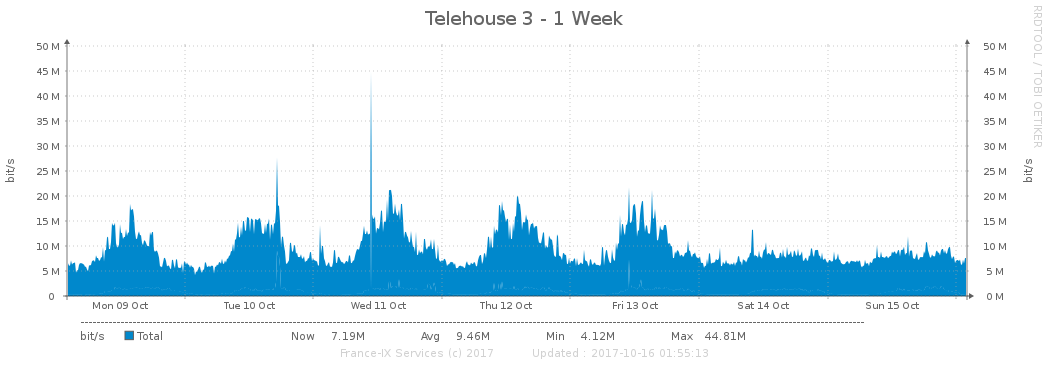 Telehouse 3 - 1 Week
RRDTOOL / TOBI OETIKER
50 M 50 M
45 M 45 M
40 M 40 M
35 M 35 M
30 M 30 M
25 M 25 M
20 M 20 M
15 M 15 M
10 M 10 M
5 M 5 M
0 0 M
bit/s bit/s
Mon 09 Oct Tue 10 Oct Wed 11 Oct Thu 12 Oct Fri 13 Oct Sat 14 Oct Sun 15 Oct
bit/s Total Now 7.19M Avg 9.46M Min 4.12M Max 44.81M
France-IX Services (c) 2017 Updated : 2017-10-16 01:55:13